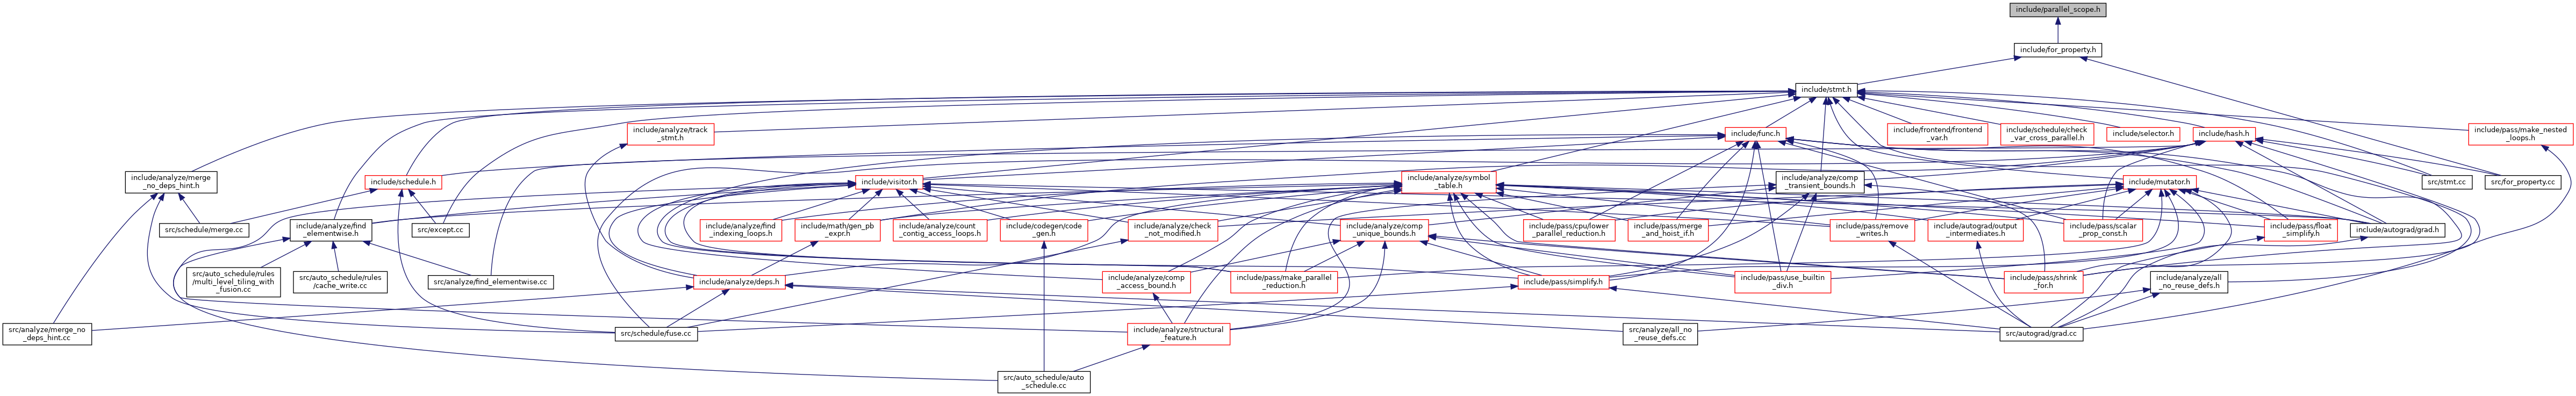 include/parallel_scope.h
include/for_property.h
include/stmt.h
include/analyze/track
_stmt.h
include/func.h
include/frontend/frontend
_var.h
include/schedule/check
_var_cross_parallel.h
include/selector.h
include/hash.h
include/pass/make_nested
_loops.h
include/analyze/merge
_no_deps_hint.h
include/schedule.h
include/visitor.h
include/analyze/symbol
_table.h
include/analyze/comp
_transient_bounds.h
include/mutator.h
src/stmt.cc
src/for_property.cc
src/schedule/merge.cc
include/analyze/find
_elementwise.h
src/except.cc
include/analyze/find
_indexing_loops.h
include/math/gen_pb
_expr.h
include/analyze/count
_contig_access_loops.h
include/codegen/code
_gen.h
include/analyze/check
_not_modified.h
include/analyze/comp
_unique_bounds.h
include/pass/cpu/lower
_parallel_reduction.h
include/pass/merge
_and_hoist_if.h
include/pass/remove
_writes.h
include/autograd/output
_intermediates.h
include/pass/scalar
_prop_const.h
include/pass/float
_simplify.h
include/autograd/grad.h
src/auto_schedule/rules
/multi_level_tiling_with
_fusion.cc
src/auto_schedule/rules
/cache_write.cc
src/analyze/find_elementwise.cc
include/analyze/deps.h
include/analyze/comp
_access_bound.h
include/pass/make_parallel
_reduction.h
include/pass/simplify.h
include/pass/use_builtin
_div.h
include/pass/shrink
_for.h
include/analyze/all
_no_reuse_defs.h
src/analyze/merge_no
_deps_hint.cc
src/schedule/fuse.cc
include/analyze/structural
_feature.h
src/analyze/all_no
_reuse_defs.cc
src/autograd/grad.cc
src/auto_schedule/auto
_schedule.cc